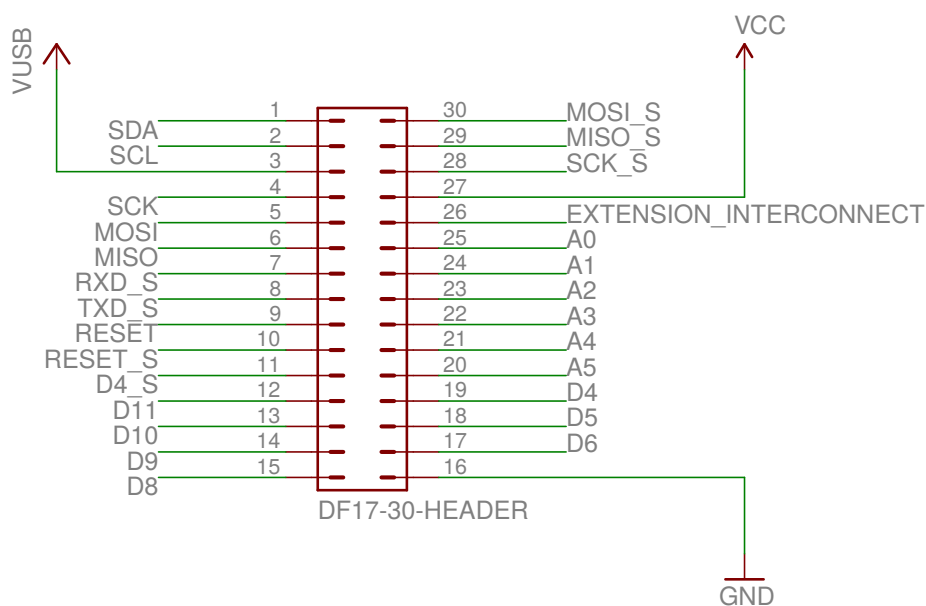 VUSB
VCC
1
30
MOSI_S
SDA
2
29
MISO_S
SCL
3
28
SCK_S
4
27
SCK
5
26
EXTENSION_INTERCONNECT
MOSI
6
25
A0
MISO
7
24
A1
RXD_S
8
23
A2
TXD_S
9
22
A3
RESET
10
21
A4
RESET_S
11
20
A5
D4_S
12
19
D4
D11
13
18
D5
D10
14
17
D6
D9
15
16
D8
DF17-30-HEADER
GND